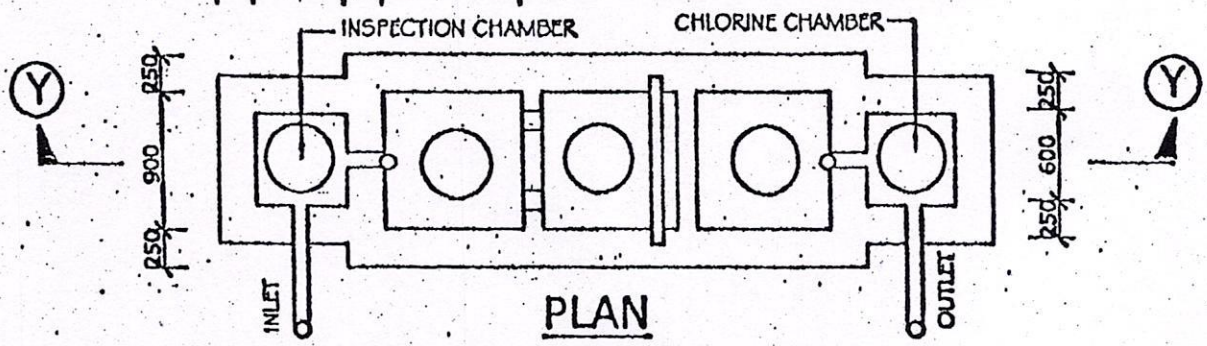 INSPECTION CHAMBER
CHLORINE CHAMBER
Y
Y
250
900
250
250
600
250
INLET
OUTLET
PLAN